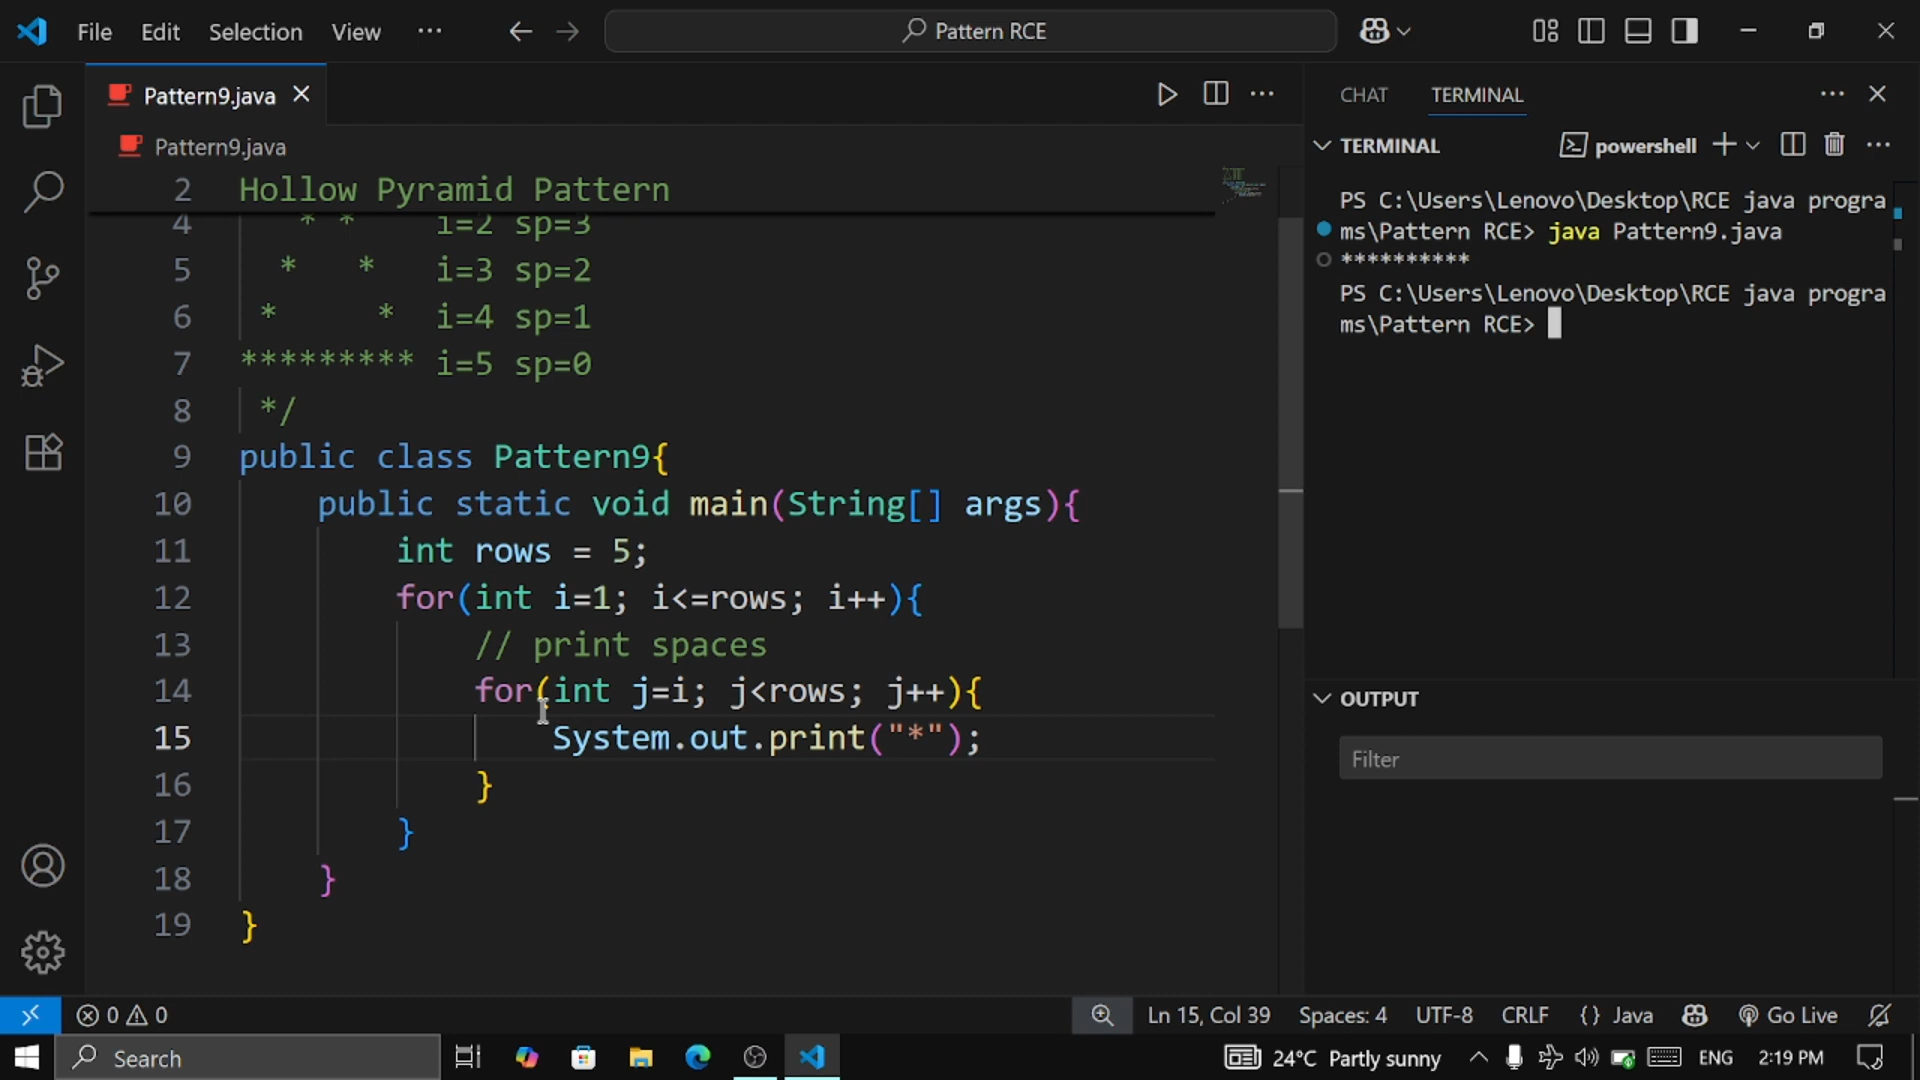 File Edit Selection View ... Pattern RCE
Pattern9.java
Pattern9.java
2 Hollow Pyramid Pattern
4 * * i=2 sp=3
5 * * i=3 sp=2
6 * * i=4 sp=1
7 ********* i=5 sp=0
8 */
9 public class Pattern9{
10 public static void main(String[] args){
11 int rows = 5;
12 for(int i=1; i<=rows; i++){
13 // print spaces
14 for(int j=i; j<rows; j++){
15 System.out.print("*");
16 }
17 }
18 }
19 }
CHAT TERMINAL
TERMINAL powershell
PS C:\Users\Lenovo\Desktop\RCE java progra
ms\Pattern RCE> java Pattern9.java
**********
PS C:\Users\Lenovo\Desktop\RCE java progra
ms\Pattern RCE>
OUTPUT
Filter
0 0 Ln 15, Col 39 Spaces: 4 UTF-8 CRLF {} Java Go Live
Search 24°C Partly sunny ENG 2:19 PM